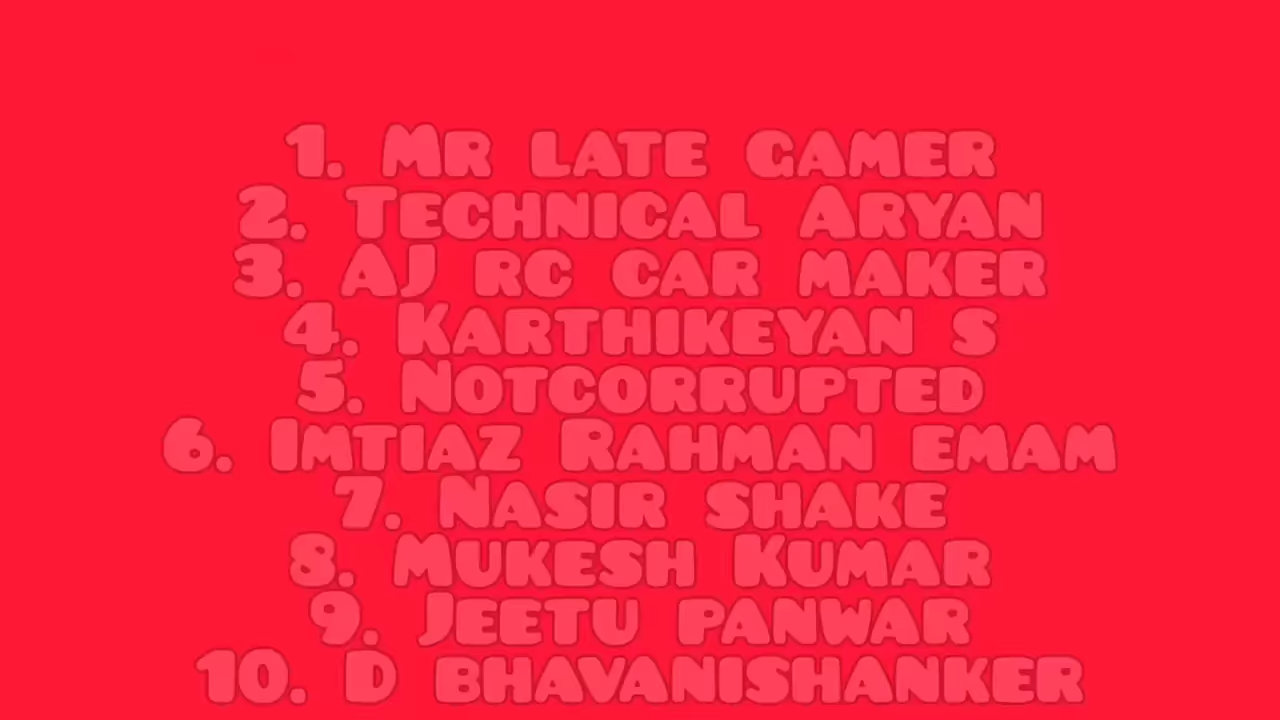 1. Mr late gamer
2. Technical Aryan
3. AJ rc car maker
4. Karthikeyan s
5. Notcorrupted
6. Imtiaz Rahman emam
7. Nasir shake
8. Mukesh Kumar
9. Jeetu panwar
10. D bhavanishanker